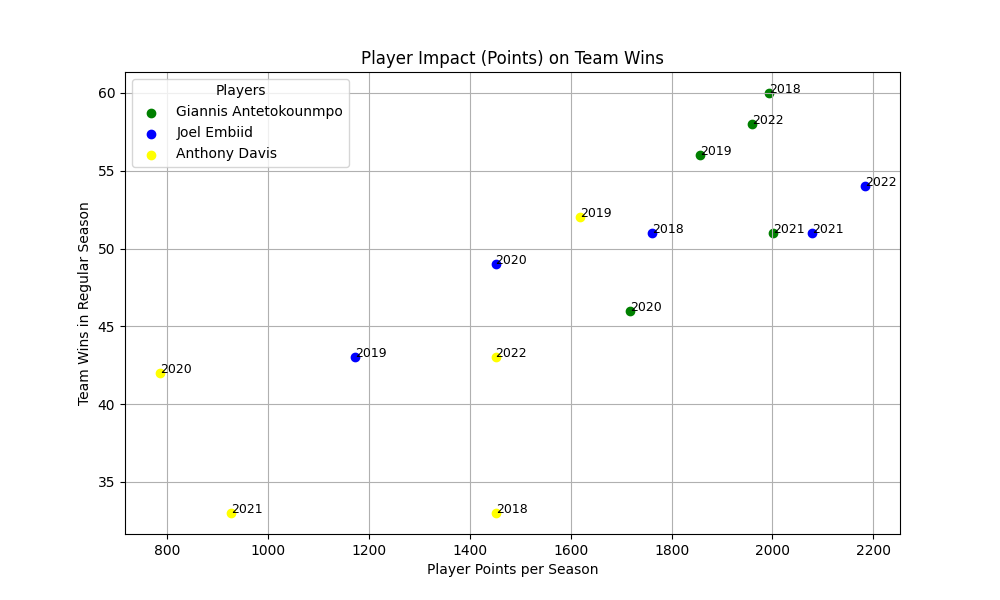 Player Impact (Points) on Team Wins
Players
Giannis Antetokounmpo
Joel Embiid
Anthony Davis
2018
2022
2019
2022
2019
2018
2021
2021
2020
2020
2019
2022
2020
2021
2018
60
55
50
45
40
35
Team Wins in Regular Season
800 1000 1200 1400 1600 1800 2000 2200
Player Points per Season